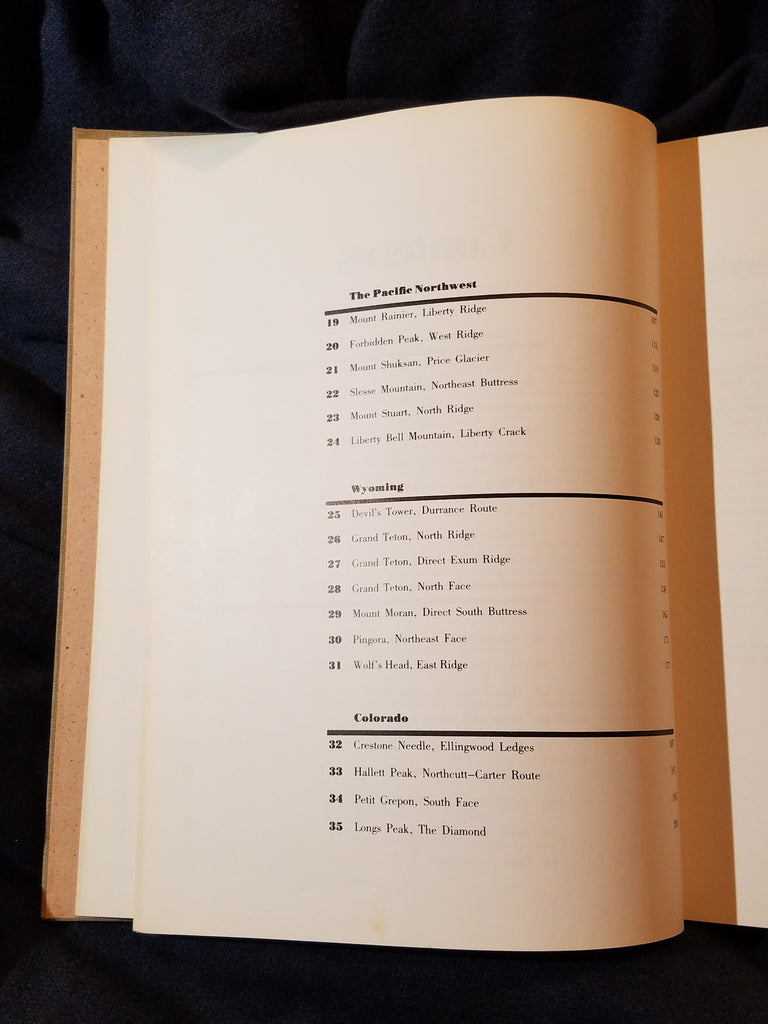 The Pacific Northwest
19 Mount Rainier, Liberty Ridge
20 Forbidden Peak, West Ridge
21 Mount Shuksan, Price Glacier
22 Slesse Mountain, Northeast Buttress
23 Mount Stuart, North Ridge
24 Liberty Bell Mountain, Liberty Crack
Wyoming
25 Devil's Tower, Durrance Route
26 Grand Teton, North Ridge
27 Grand Teton, Direct Exum Ridge
28 Grand Teton, North Face
29 Mount Moran, Direct South Buttress
30 Pingora, Northeast Face
31 Wolf's Head, East Ridge
Colorado
32 Crestone Needle, Ellingwood Ledges
33 Hallett Peak, Northcutt–Carter Route
34 Petit Grepon, South Face
35 Longs Peak, The Diamond